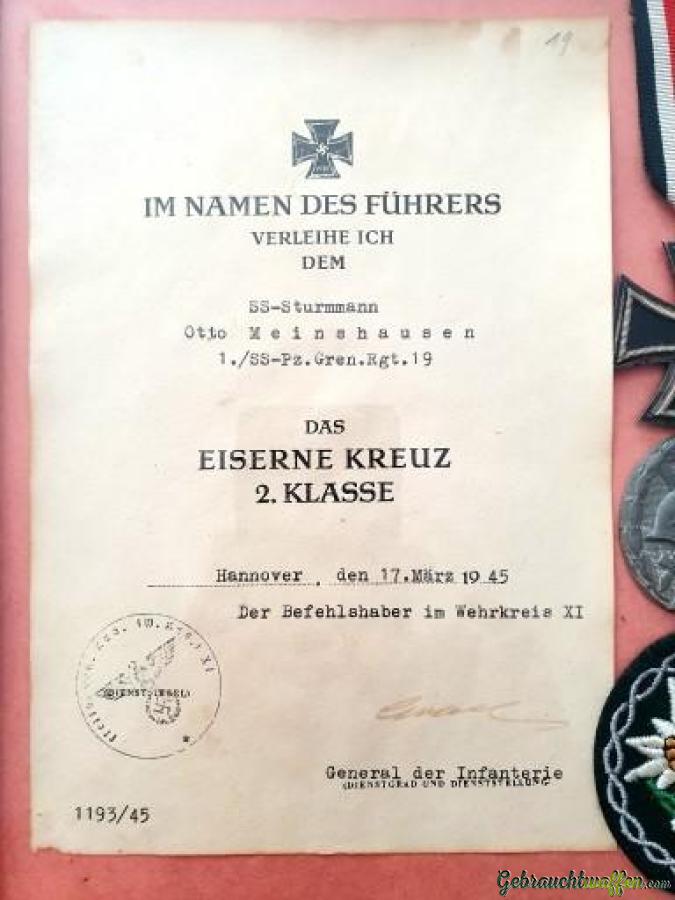 19
IM NAMEN DES FÜHRERS
VERLEIHE ICH
DEM
SS-Sturmmann
Otto Meinshausen
1./SS-Pz.Gren.Rgt.19
DAS
EISERNE KREUZ
2. KLASSE
Hannover, den 17.März 1945
Der Befehlshaber im Wehrkreis XI
(DIENSTSIEGEL)
General der Infanterie
(DIENSTGRAD UND DIENSTSTELLUNG)
1193/45
Gebrauchtwaffen.com